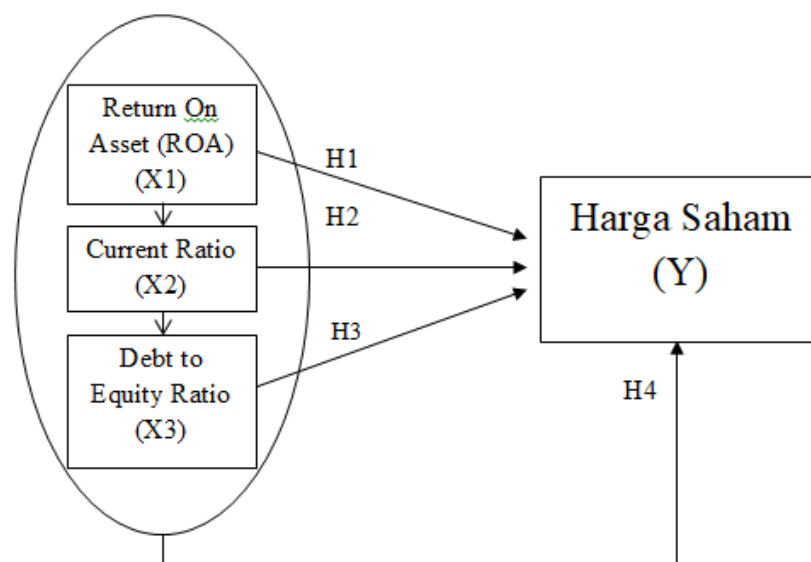 Return On
Asset (ROA)
(X1)
H1
H2
Current Ratio
(X2)
Harga Saham
(Y)
Debt to
Equity Ratio
(X3)
H3
H4